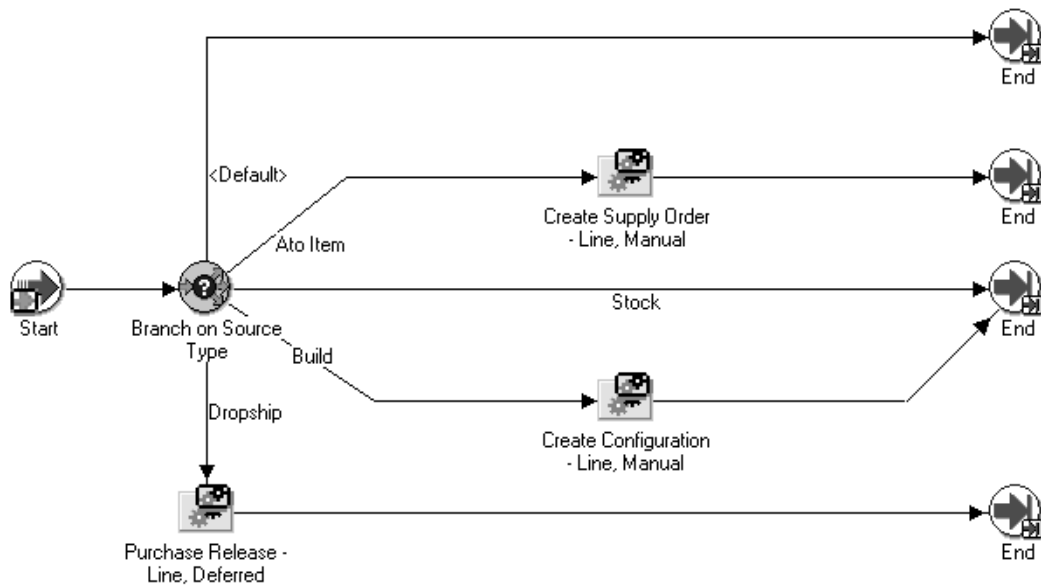 End
<Default>
Create Supply Order
- Line, Manual
End
Ato Item
Start
Branch on Source
Type
Stock
End
Build
Dropship
Create Configuration
- Line, Manual
Purchase Release -
Line, Deferred
End